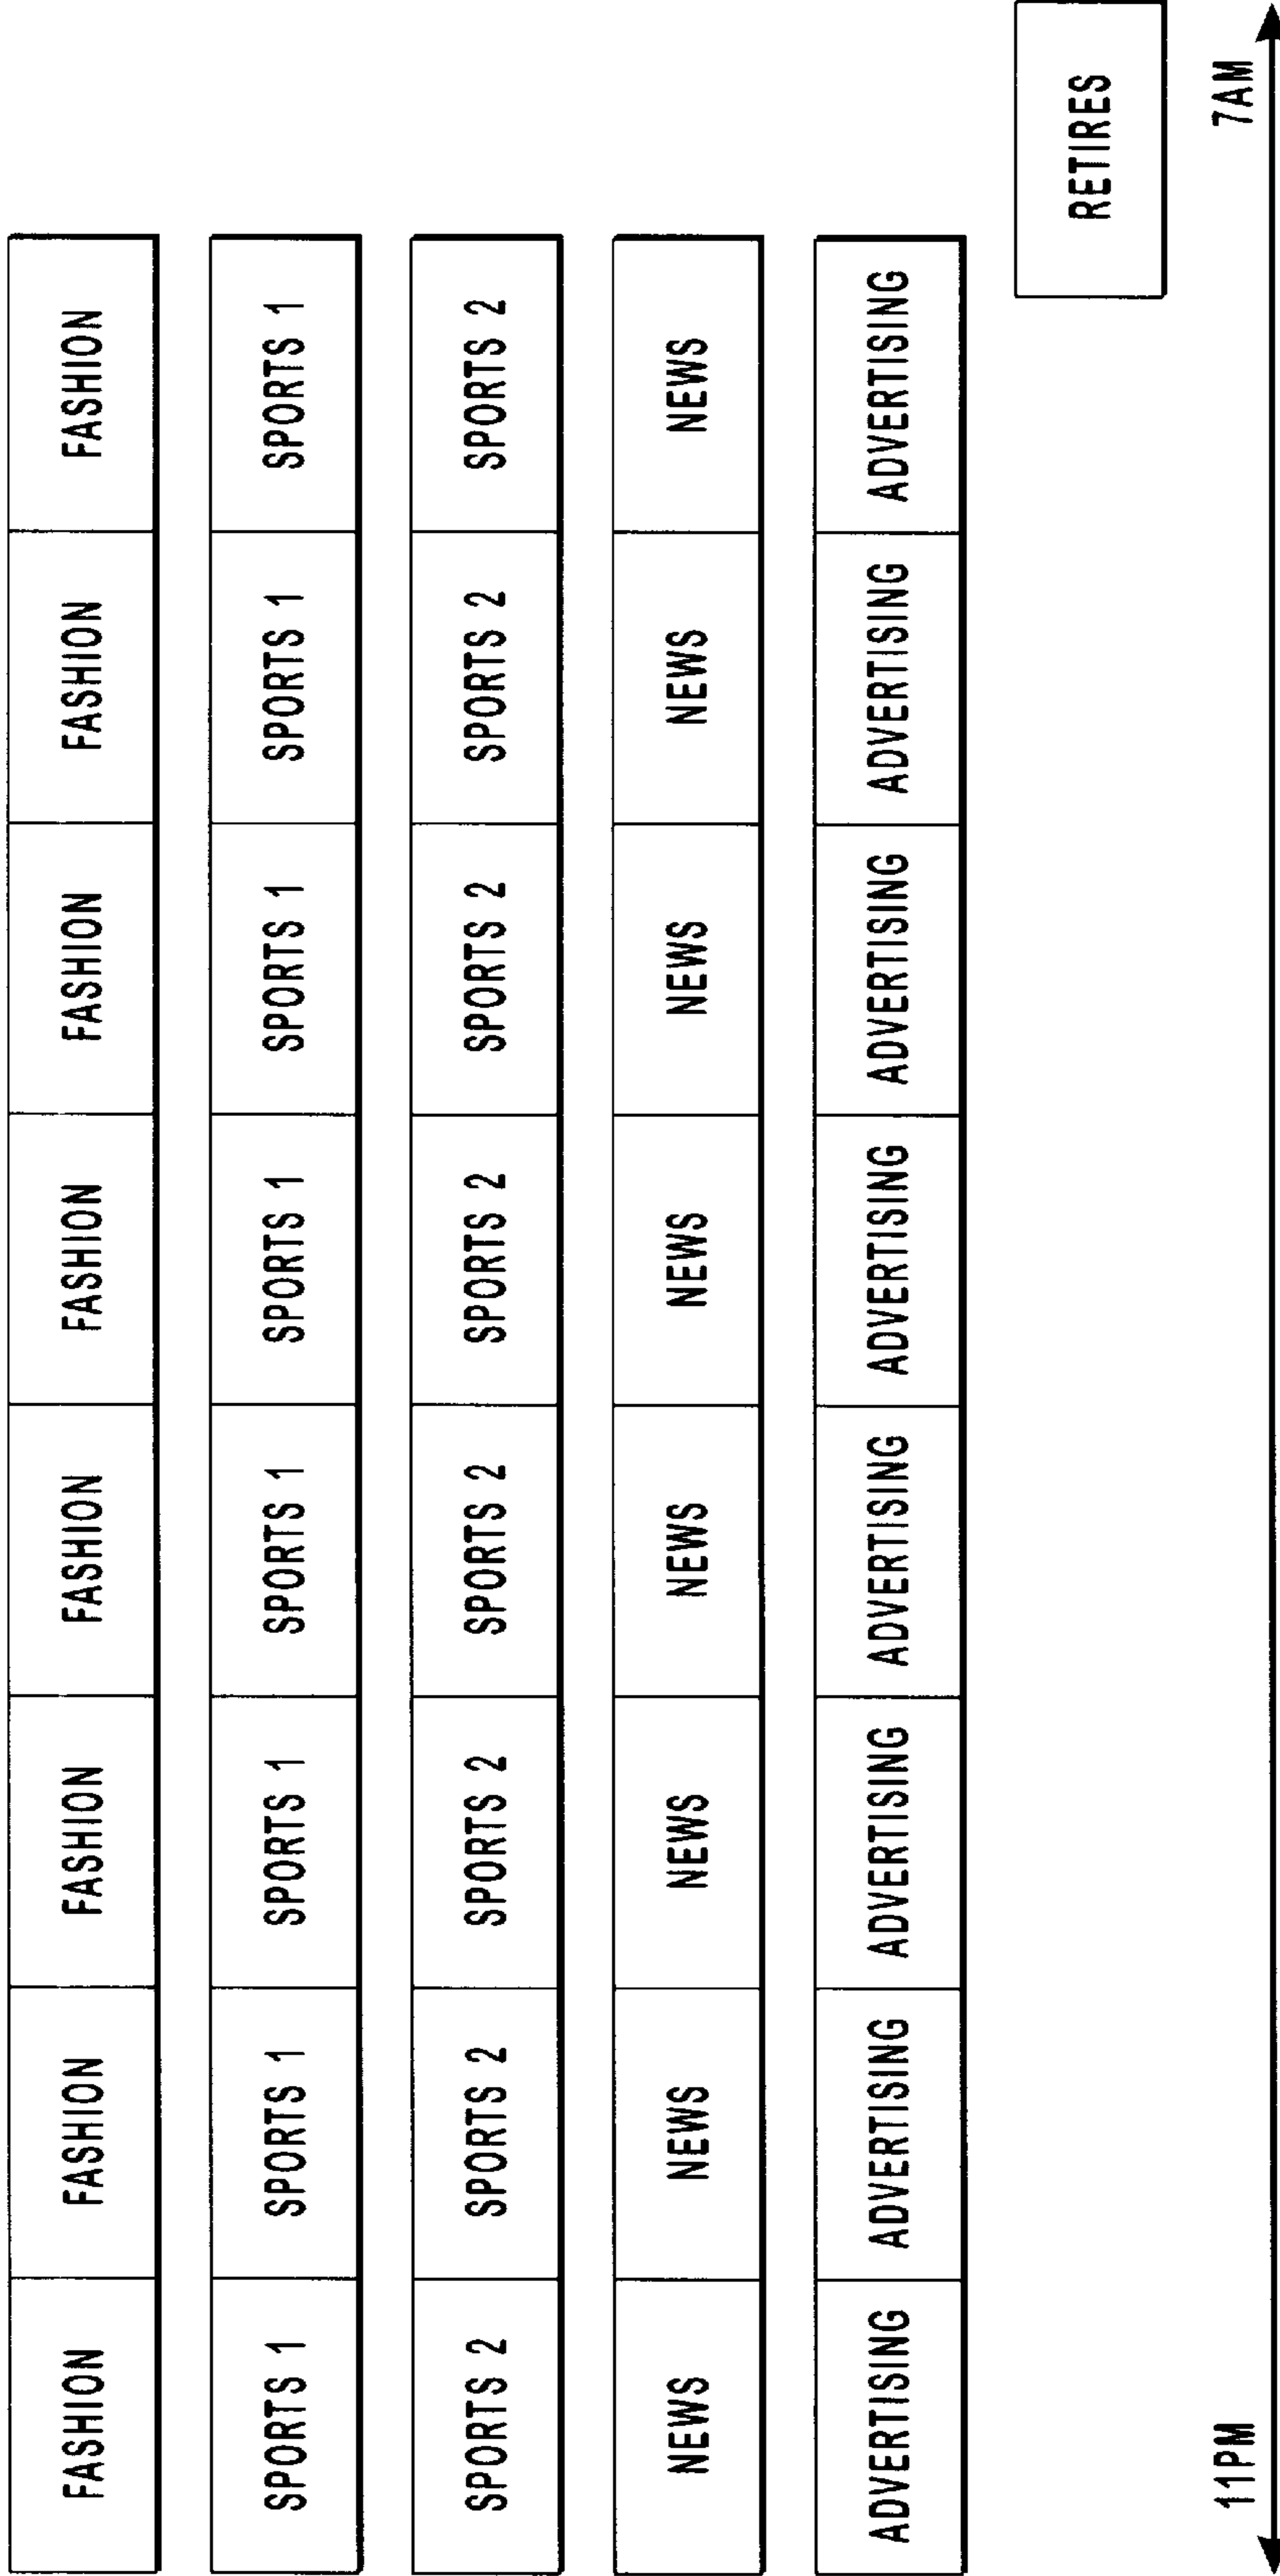 FASHION FASHION FASHION FASHION FASHION FASHION FASHION FASHION
SPORTS 1 SPORTS 1 SPORTS 1 SPORTS 1 SPORTS 1 SPORTS 1 SPORTS 1 SPORTS 1
SPORTS 2 SPORTS 2 SPORTS 2 SPORTS 2 SPORTS 2 SPORTS 2 SPORTS 2 SPORTS 2
NEWS NEWS NEWS NEWS NEWS NEWS NEWS NEWS
ADVERTISING ADVERTISING ADVERTISING ADVERTISING ADVERTISING ADVERTISING ADVERTISING ADVERTISING
RETIRES
11PM 7AM